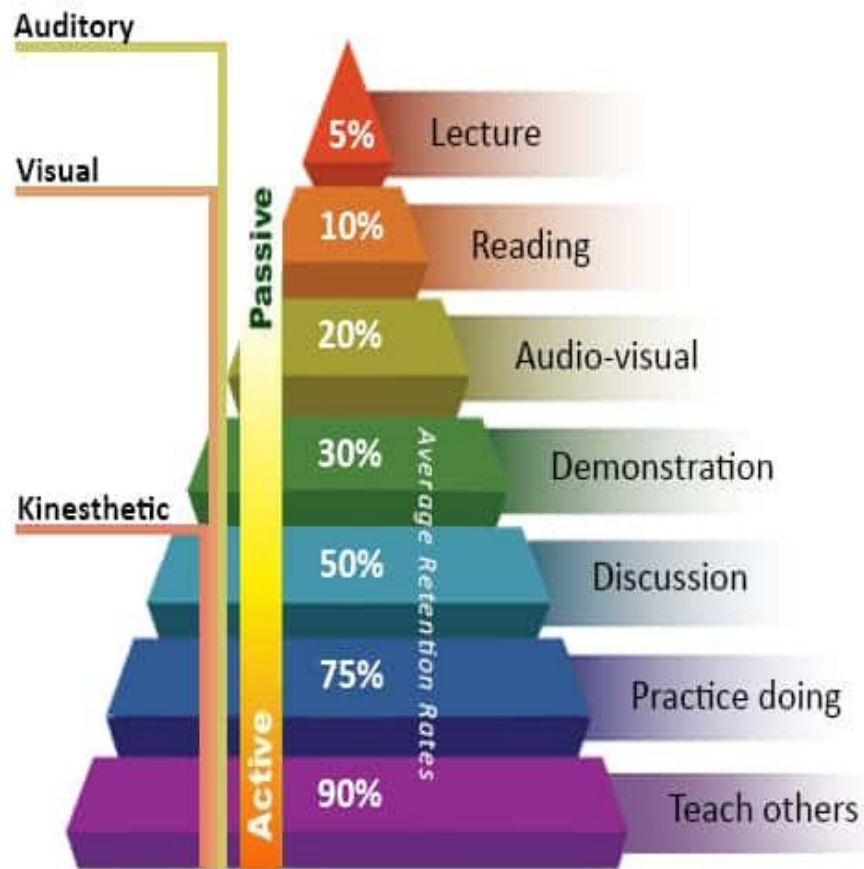 Auditory
5%
Lecture
Visual
10%
Reading
Passive
20%
Audio-visual
30%
Demonstration
Average Retention Rates
Kinesthetic
50%
Discussion
75%
Practice doing
Active
90%
Teach others